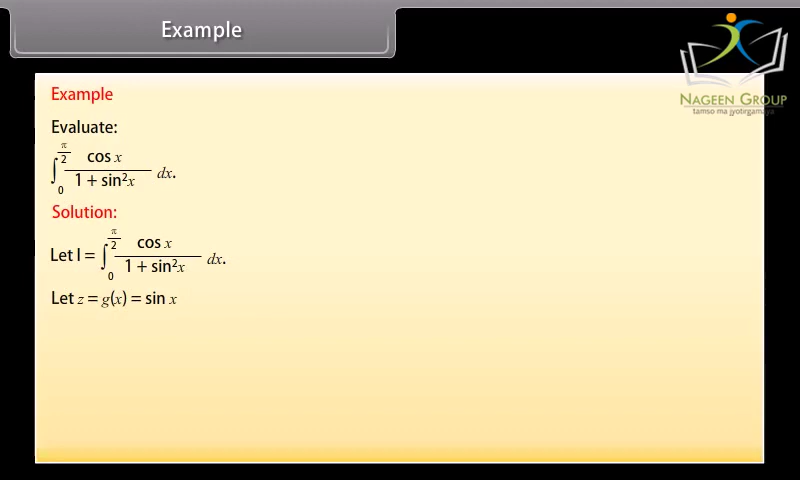 Example
NAGEEN GROUP
tamso ma jyotirgamaya
Example
Evaluate:
∫₀^(π/2) cos x / (1 + sin²x) dx.
Solution:
Let I = ∫₀^(π/2) cos x / (1 + sin²x) dx.
Let z = g(x) = sin x